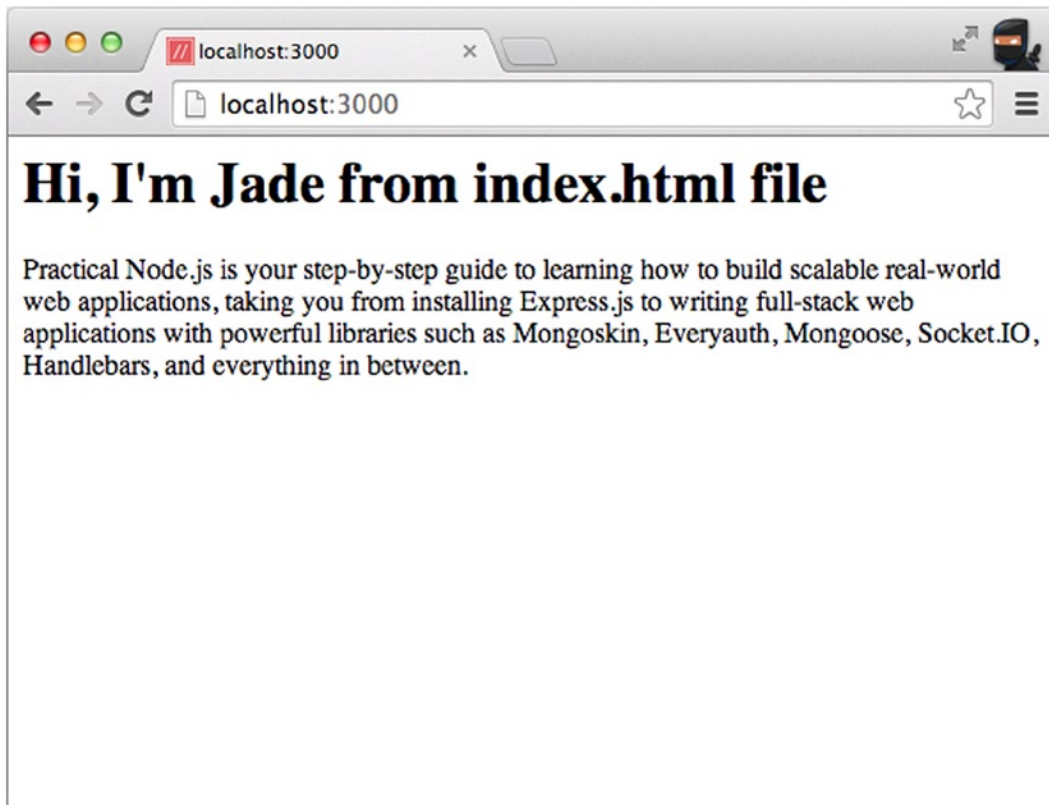 localhost:3000
localhost:3000
Hi, I'm Jade from index.html file
Practical Node.js is your step-by-step guide to learning how to build scalable real-world
web applications, taking you from installing Express.js to writing full-stack web
applications with powerful libraries such as Mongoskin, Everyauth, Mongoose, Socket.IO,
Handlebars, and everything in between.